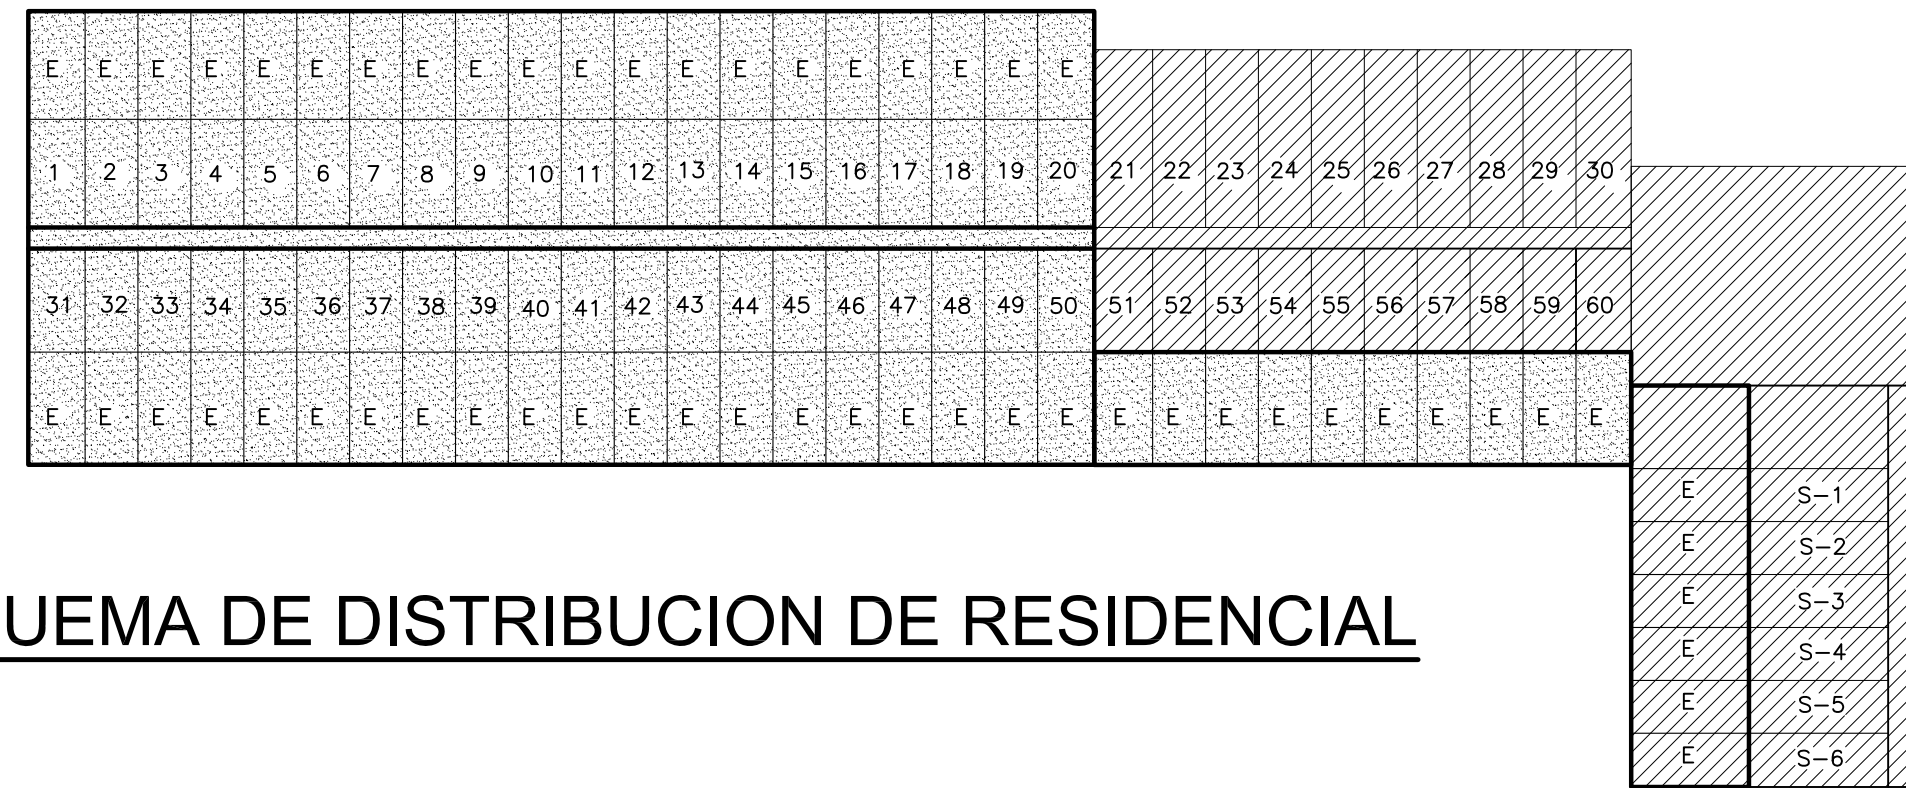 E E E E E E E E E E E E E E E E E E E E
1 2 3 4 5 6 7 8 9 10 11 12 13 14 15 16 17 18 19 20 21 22 23 24 25 26 27 28 29 30
31 32 33 34 35 36 37 38 39 40 41 42 43 44 45 46 47 48 49 50 51 52 53 54 55 56 57 58 59 60
E E E E E E E E E E E E E E E E E E E E E E E E E E E E E E
E S-1
E S-2
E S-3
E S-4
E S-5
E S-6
UEMA DE DISTRIBUCION DE RESIDENCIAL